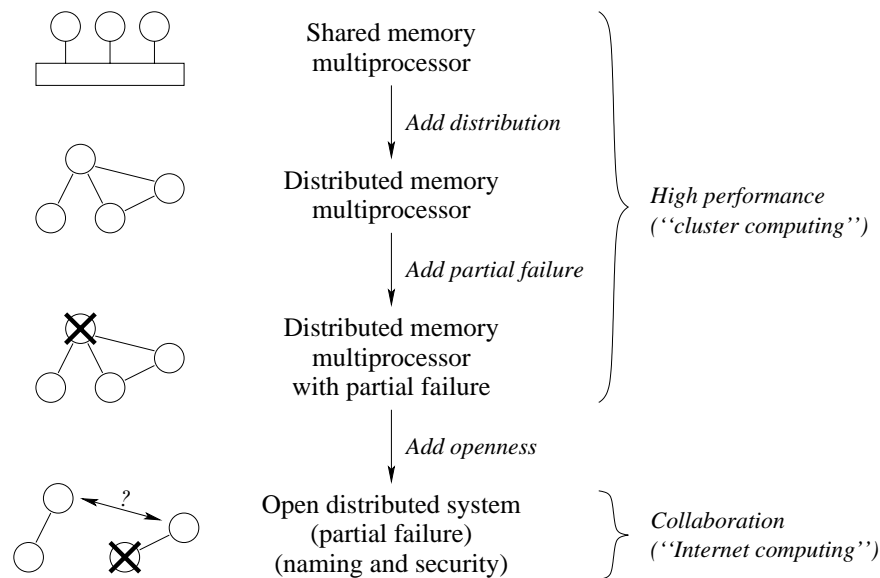 Shared memory
multiprocessor
Add distribution
Distributed memory
multiprocessor
High performance
(‘‘cluster computing’’)
Add partial failure
Distributed memory
multiprocessor
with partial failure
Add openness
?
Open distributed system
(partial failure)
(naming and security)
Collaboration
(‘‘Internet computing’’)